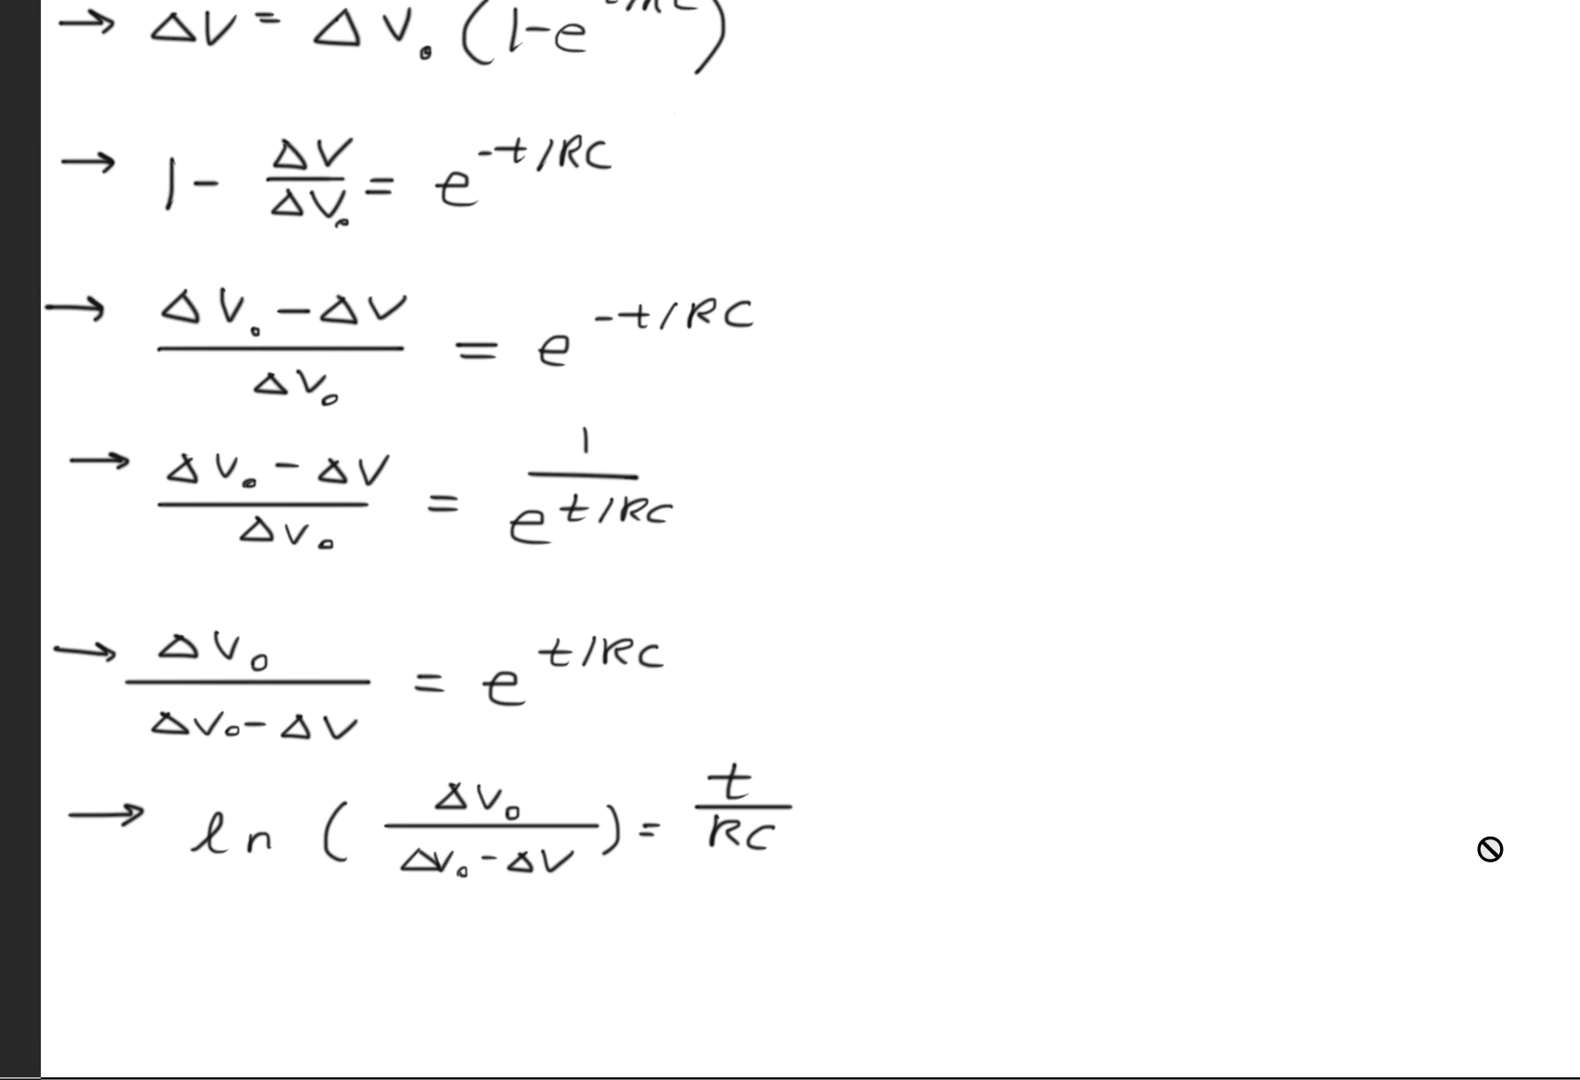 → ΔV = ΔV₀ (1-e^-t/RC)
→ 1 - ΔV/ΔV₀ = e^-t/RC
→ (ΔV₀ - ΔV)/ΔV₀ = e^-t/RC
→ (ΔV₀ - ΔV)/ΔV₀ = 1/e^t/RC
→ ΔV₀/(ΔV₀ - ΔV) = e^t/RC
→ ln (ΔV₀/(ΔV₀ - ΔV)) = t/RC